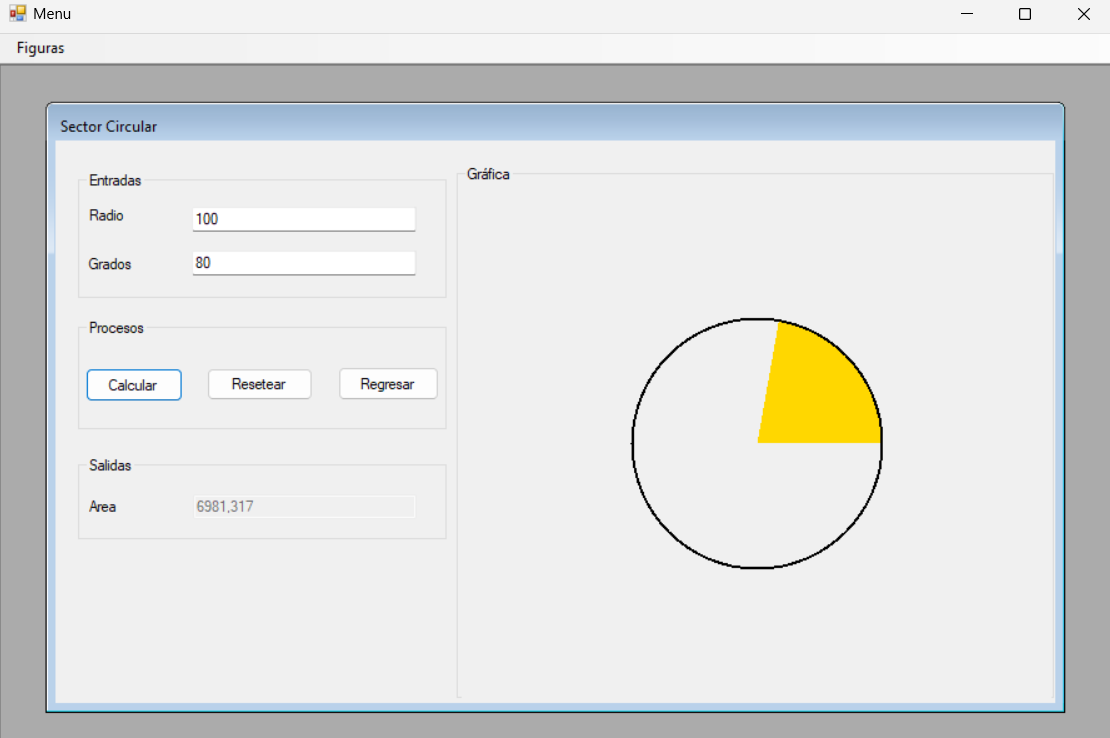 Menu
Figuras
Sector Circular
Entradas
Radio 100
Grados 80
Procesos
Calcular Resetear Regresar
Salidas
Area 6981,317
Gráfica